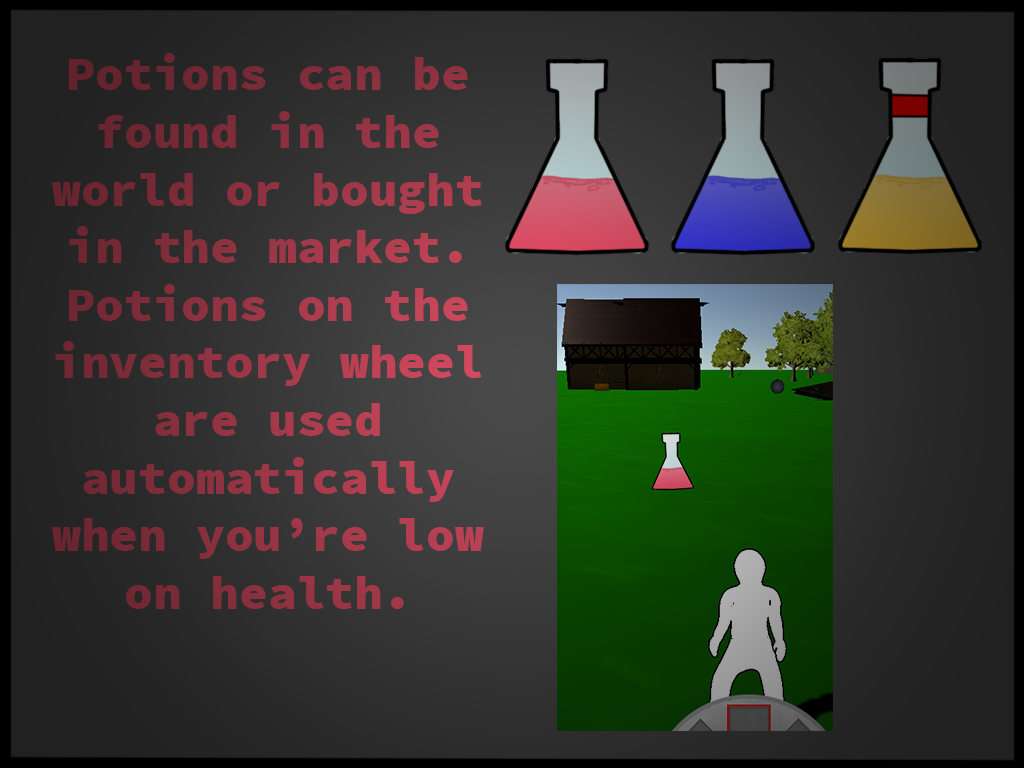 Potions can be
found in the
world or bought
in the market.
Potions on the
inventory wheel
are used
automatically
when you’re low
on health.